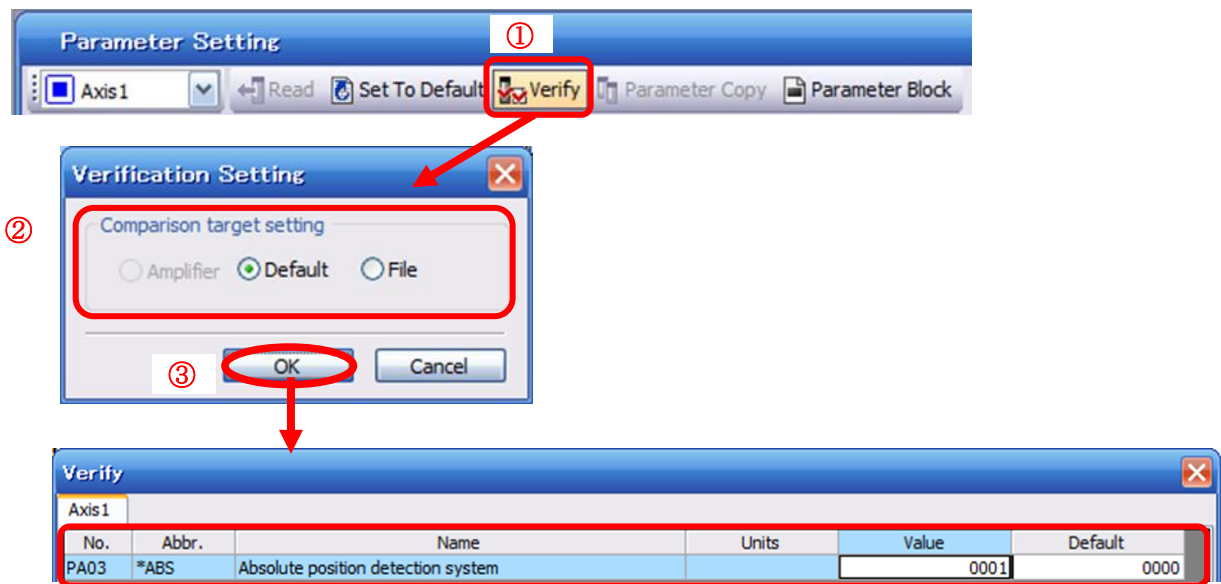 Parameter Setting
①
Axis1 Read Set To Default Verify Parameter Copy Parameter Block
Verification Setting
②
Comparison target setting
Amplifier Default File
③
OK Cancel
Verify
Axis1
No. Abbr. Name Units Value Default
PA03 *ABS Absolute position detection system 0001 0000